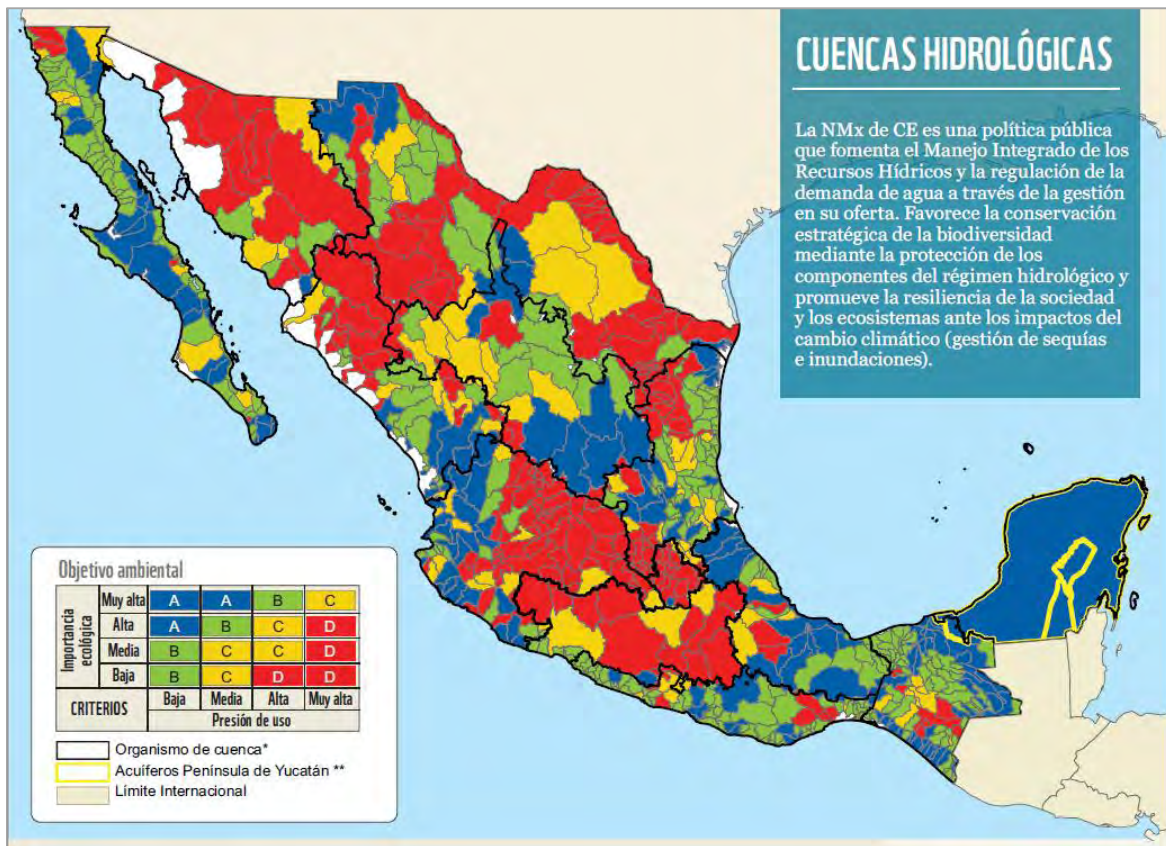 CUENCAS HIDROLÓGICAS
La NMx de CE es una política pública
que fomenta el Manejo Integrado de los
Recursos Hídricos y la regulación de la
demanda de agua a través de la gestión
en su oferta. Favorece la conservación
estratégica de la biodiversidad
mediante la protección de los
componentes del régimen hidrológico y
promueve la resiliencia de la sociedad
y los ecosistemas ante los impactos del
cambio climático (gestión de sequías
e inundaciones).
Objetivo ambiental
Importancia
ecológica
Muy alta A A B C
Alta A B C D
Media B C C D
Baja B C D D
CRITERIOS Baja Media Alta Muy alta
Presión de uso
Organismo de cuenca*
Acuíferos Península de Yucatán **
Límite Internacional